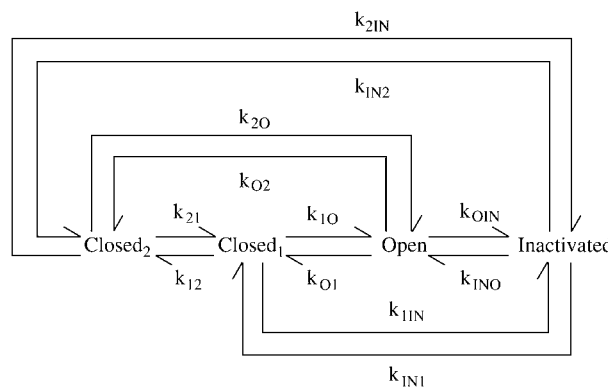 k2IN
kIN2
k2O
kO2
k21 k1O kOIN
Closed2 Closed1 Open Inactivated
k12 kO1 kINO
k1IN
kIN1